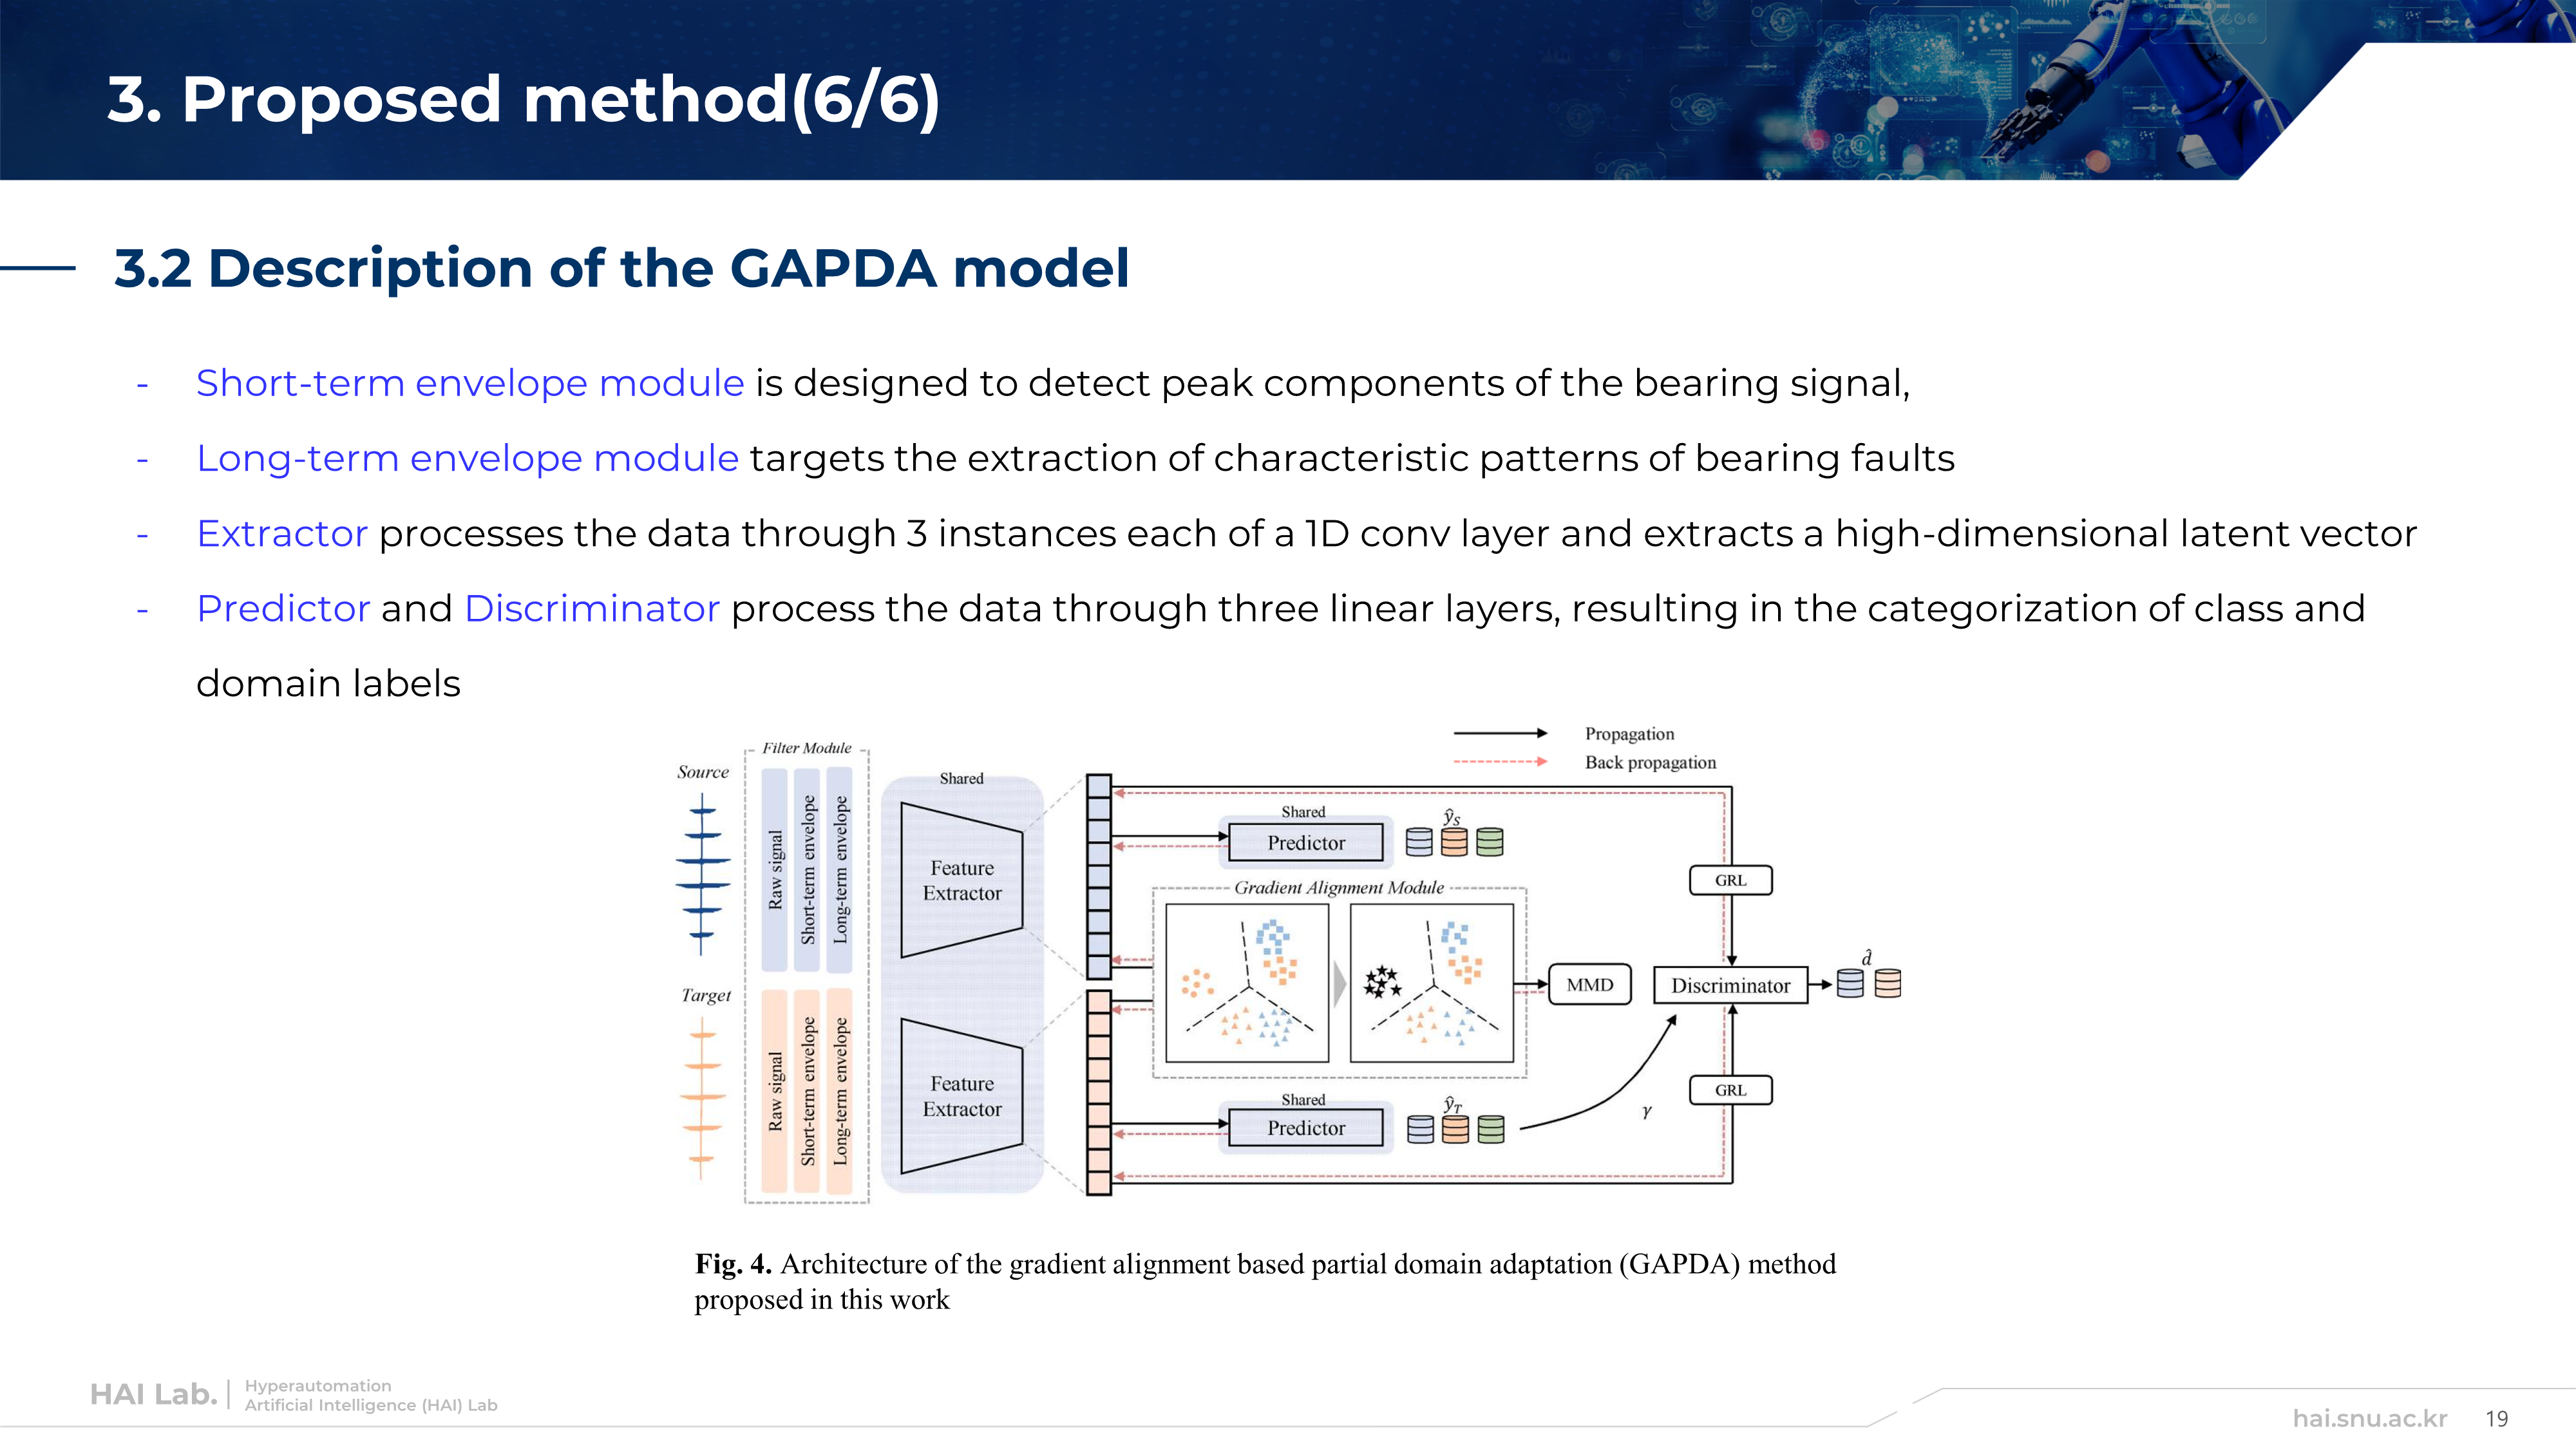 3. Proposed method(6/6)
3.2 Description of the GAPDA model
- Short-term envelope module is designed to detect peak components of the bearing signal,
- Long-term envelope module targets the extraction of characteristic patterns of bearing faults
- Extractor processes the data through 3 instances each of a 1D conv layer and extracts a high-dimensional latent vector
- Predictor and Discriminator process the data through three linear layers, resulting in the categorization of class and
domain labels
Propagation
Back propagation
Filter Module
Source
Raw signal
Short-term envelope
Long-term envelope
Target
Raw signal
Short-term envelope
Long-term envelope
Shared
Feature
Extractor
Feature
Extractor
Shared
Predictor
ŷS
Gradient Alignment Module
MMD
Shared
Predictor
ŷT
γ
GRL
Discriminator
d̂
GRL
Fig. 4. Architecture of the gradient alignment based partial domain adaptation (GAPDA) method
proposed in this work
HAI Lab.
Hyperautomation
Artificial Intelligence (HAI) Lab
hai.snu.ac.kr
19